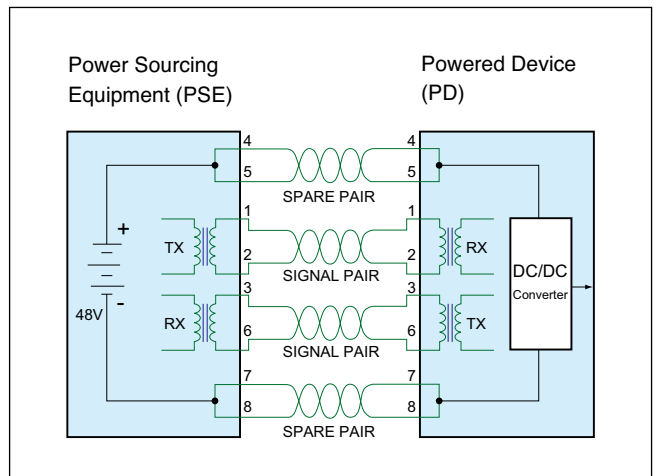 Power Sourcing
Equipment (PSE)
Powered Device
(PD)
4
5
SPARE PAIR
4
5
1
2
TX
SIGNAL PAIR
1
2
RX
+
-
48V
3
6
RX
SIGNAL PAIR
3
6
TX
DC/DC
Converter
7
8
SPARE PAIR
7
8